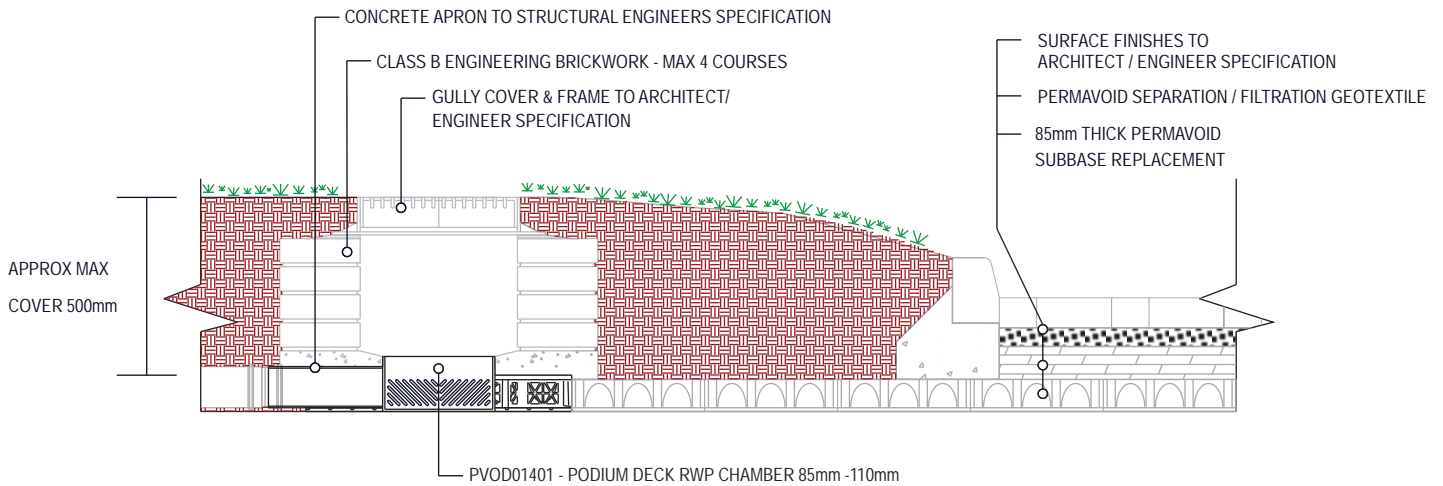 CONCRETE APRON TO STRUCTURAL ENGINEERS SPECIFICATION
CLASS B ENGINEERING BRICKWORK - MAX 4 COURSES
GULLY COVER & FRAME TO ARCHITECT/
ENGINEER SPECIFICATION
SURFACE FINISHES TO
ARCHITECT / ENGINEER SPECIFICATION
PERMAVOID SEPARATION / FILTRATION GEOTEXTILE
85mm THICK PERMAVOID
SUBBASE REPLACEMENT
APPROX MAX
COVER 500mm
PVOD01401 - PODIUM DECK RWP CHAMBER 85mm -110mm